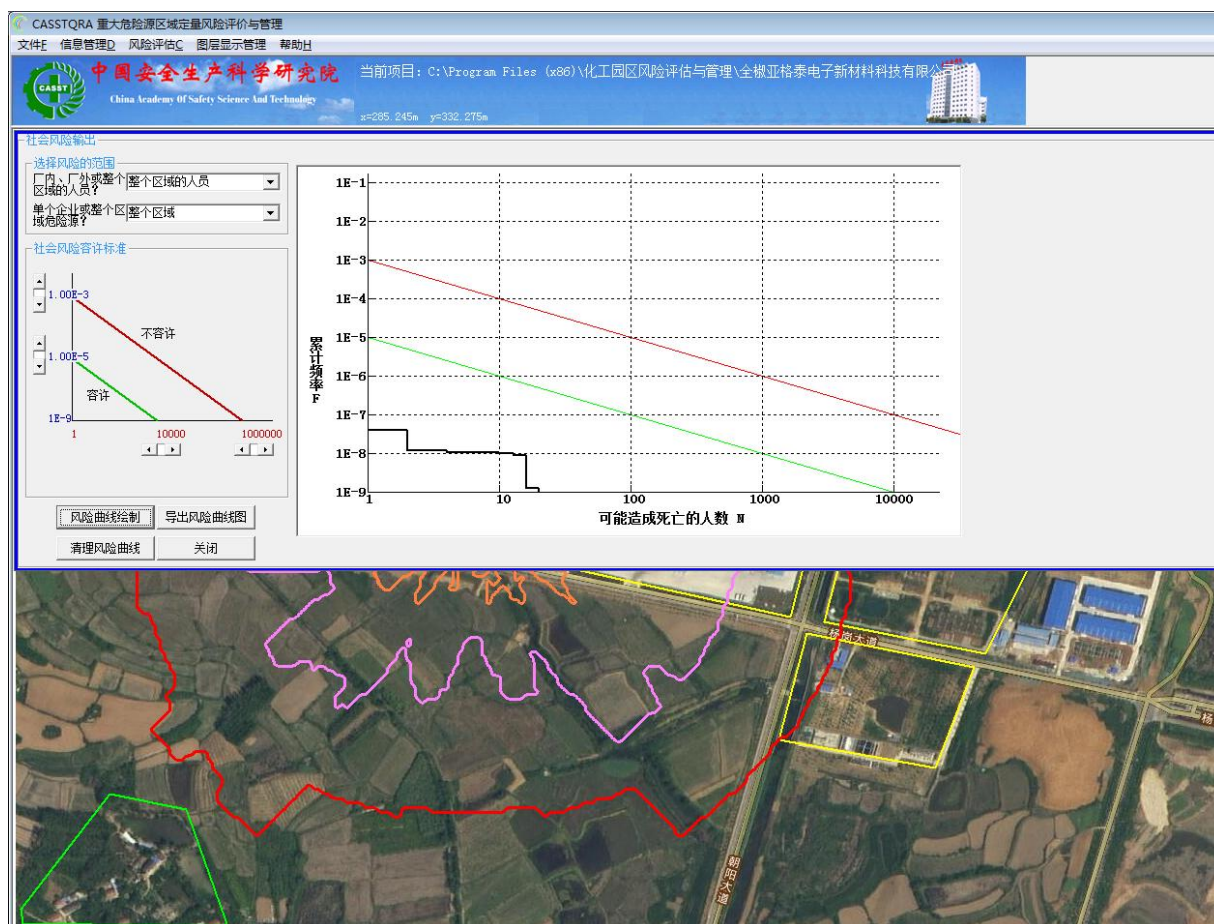 CASSTQRA 重大危险源区域定量风险评价与管理
文件F 信息管理D 风险评估C 图层显示管理 帮助H
CASST
中国安全生产科学研究院
China Academy Of Safety Science And Technology
当前项目: C:\Program Files (x86)\化工园区风险评估与管理\全椒亚格泰电子新材料科技有限公司
x=285.245m y=332.275m
社会风险输出
选择风险的范围
厂内、厂外或整个区域的人员?
整个区域的人员
单个企业或整个区域危险源?
整个区域
社会风险容许标准
1.00E-3
不容许
1.00E-5
容许
1E-9
1
10000
1000000
风险曲线绘制
导出风险曲线图
清理风险曲线
关闭
1E-1
1E-2
1E-3
1E-4
1E-5
1E-6
1E-7
1E-8
1E-9
累计频率F
1
10
100
1000
10000
可能造成死亡的人数 N
杨岗大道
杨
朝阳大道